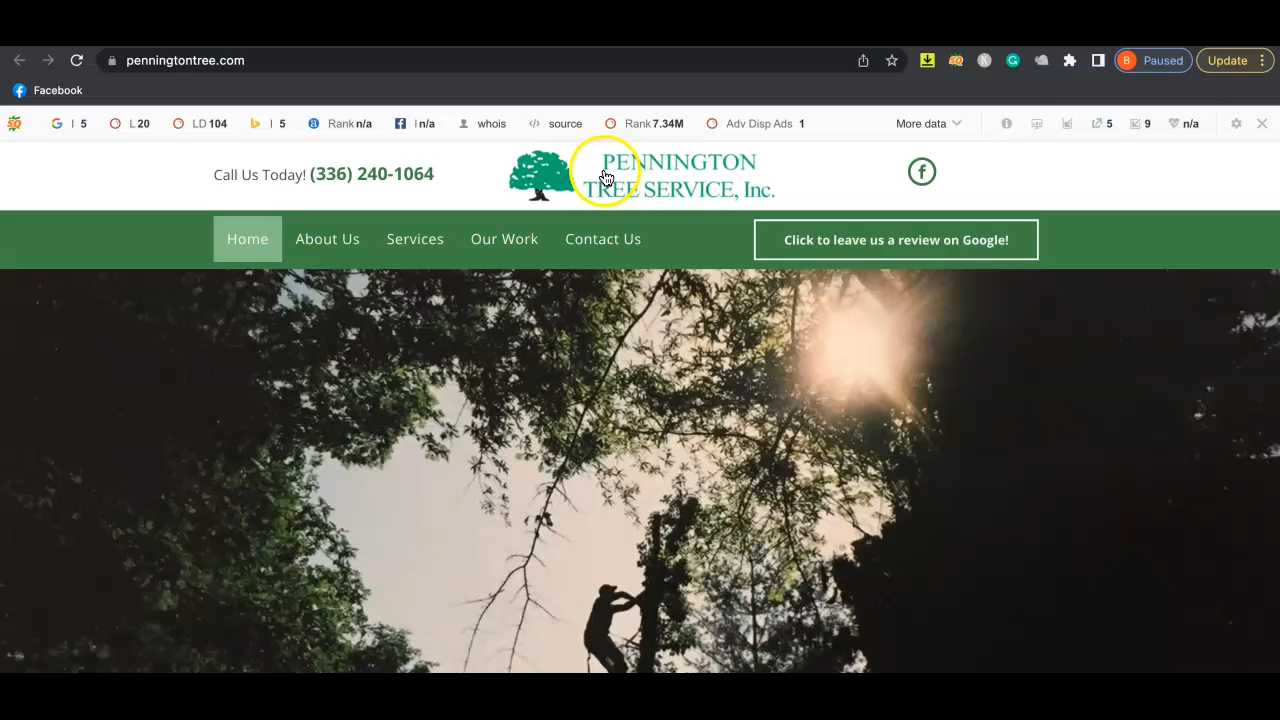 penningtontree.com
B Paused
Update
Facebook
SQ G I 5 L 20 LD 104 I 5 Rank n/a I n/a whois source Rank 7.34M Adv Disp Ads 1 More data 5 9 n/a
Call Us Today! (336) 240-1064
PENNINGTON
TREE SERVICE, Inc.
Home About Us Services Our Work Contact Us
Click to leave us a review on Google!